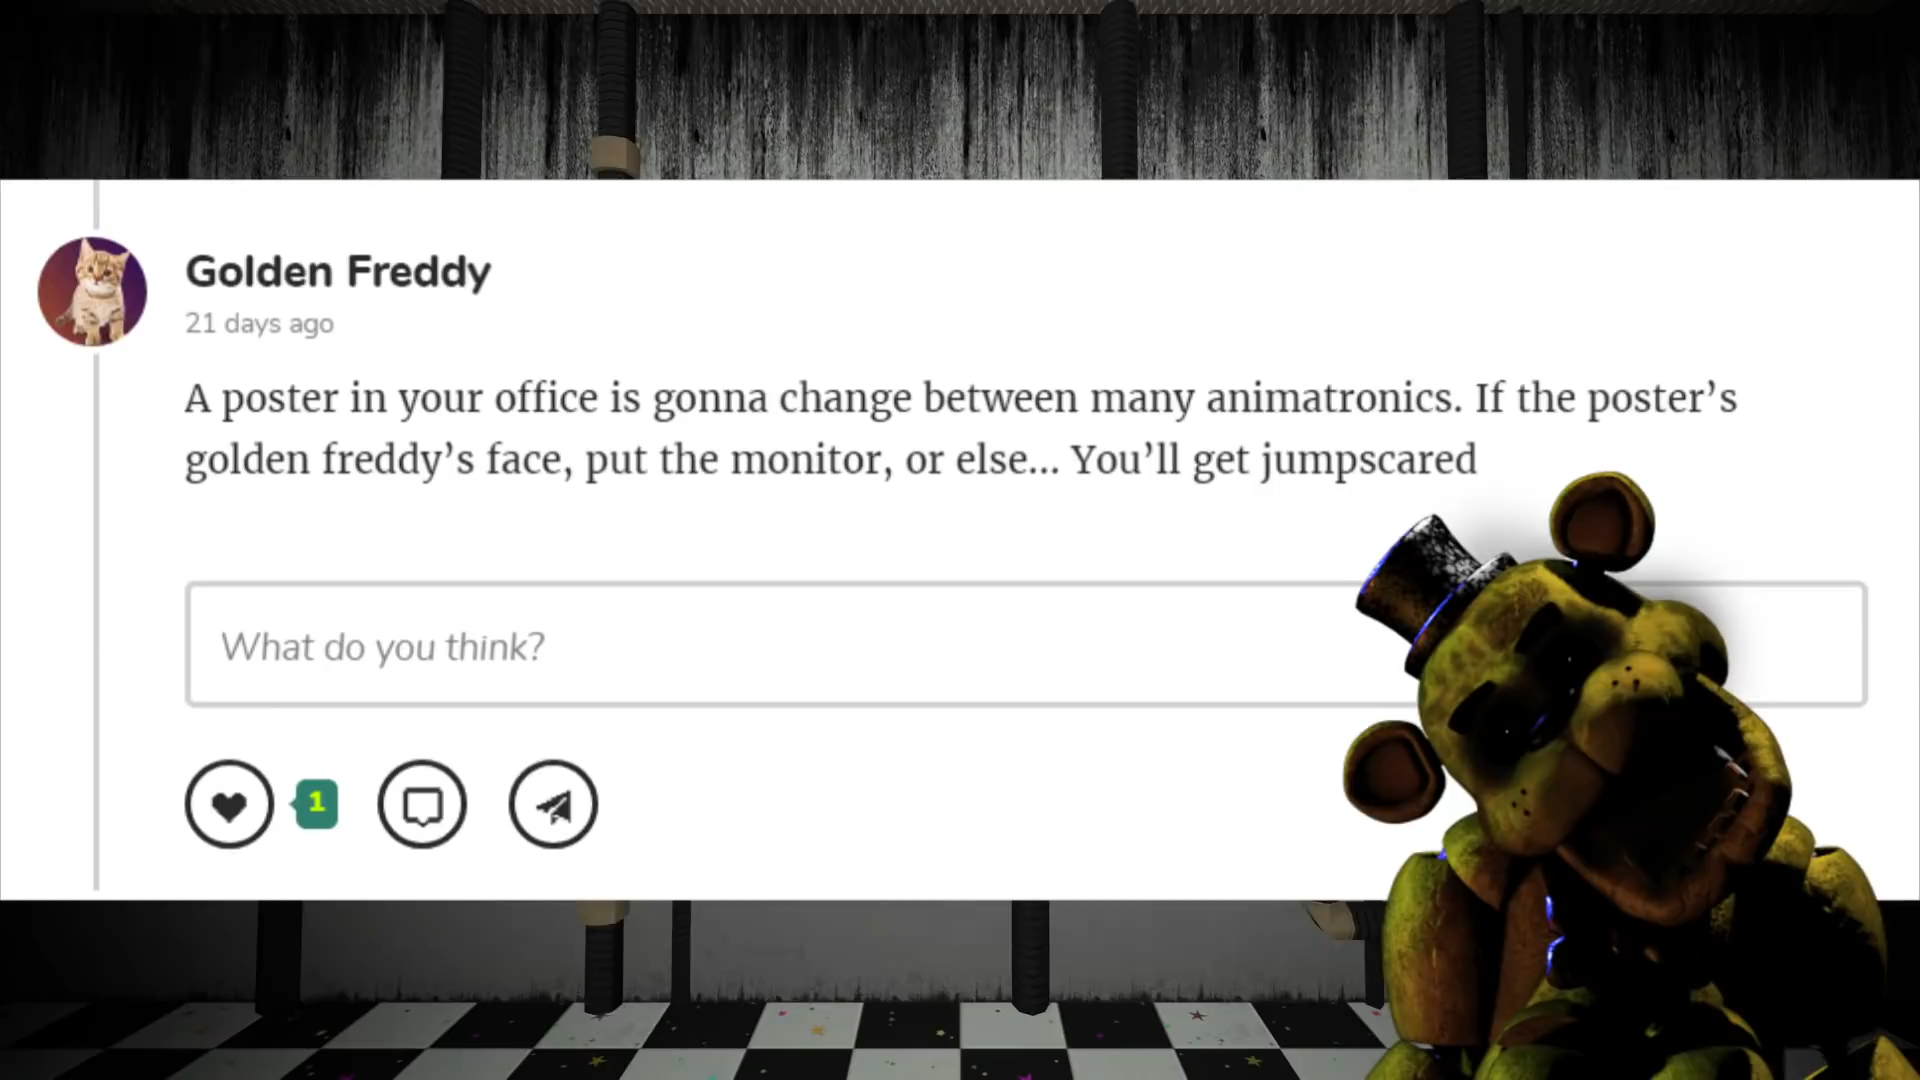 Golden Freddy
21 days ago
A poster in your office is gonna change between many animatronics. If the poster’s
golden freddy’s face, put the monitor, or else... You’ll get jumpscared
What do you think?
1